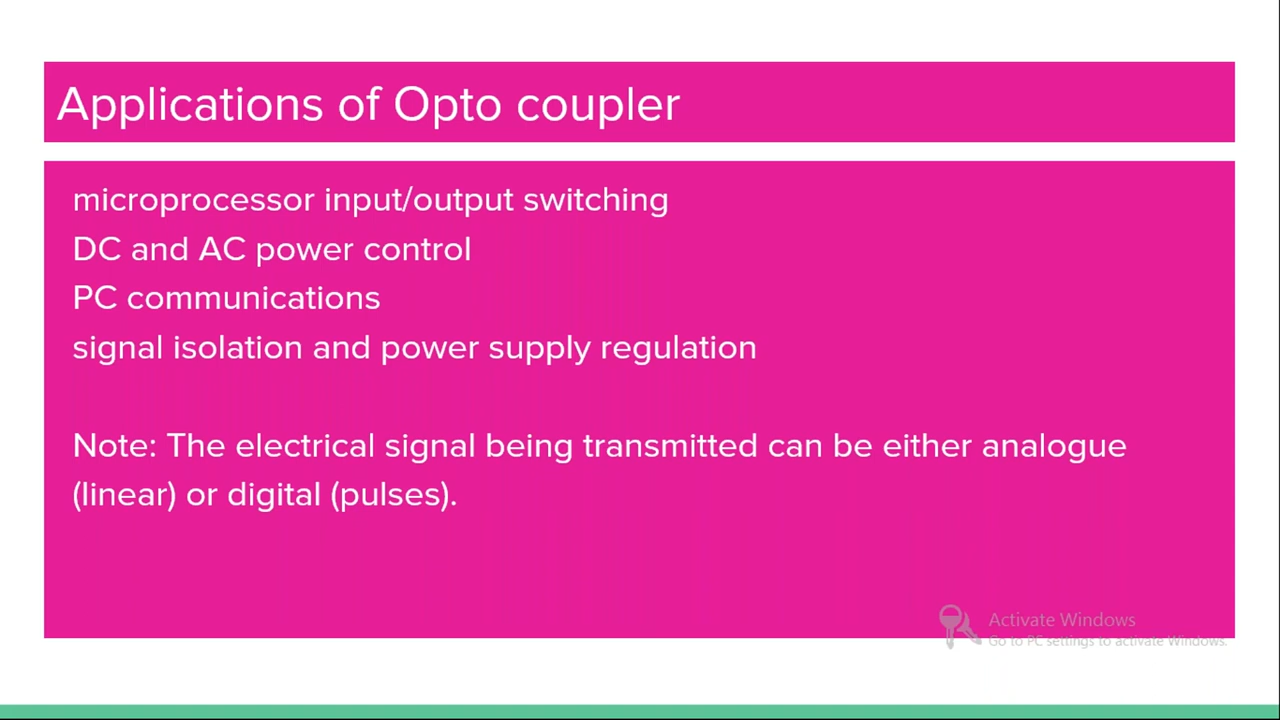 Applications of Opto coupler
microprocessor input/output switching
DC and AC power control
PC communications
signal isolation and power supply regulation
Note: The electrical signal being transmitted can be either analogue
(linear) or digital (pulses).
Activate Windows
Go to PC settings to activate Windows.